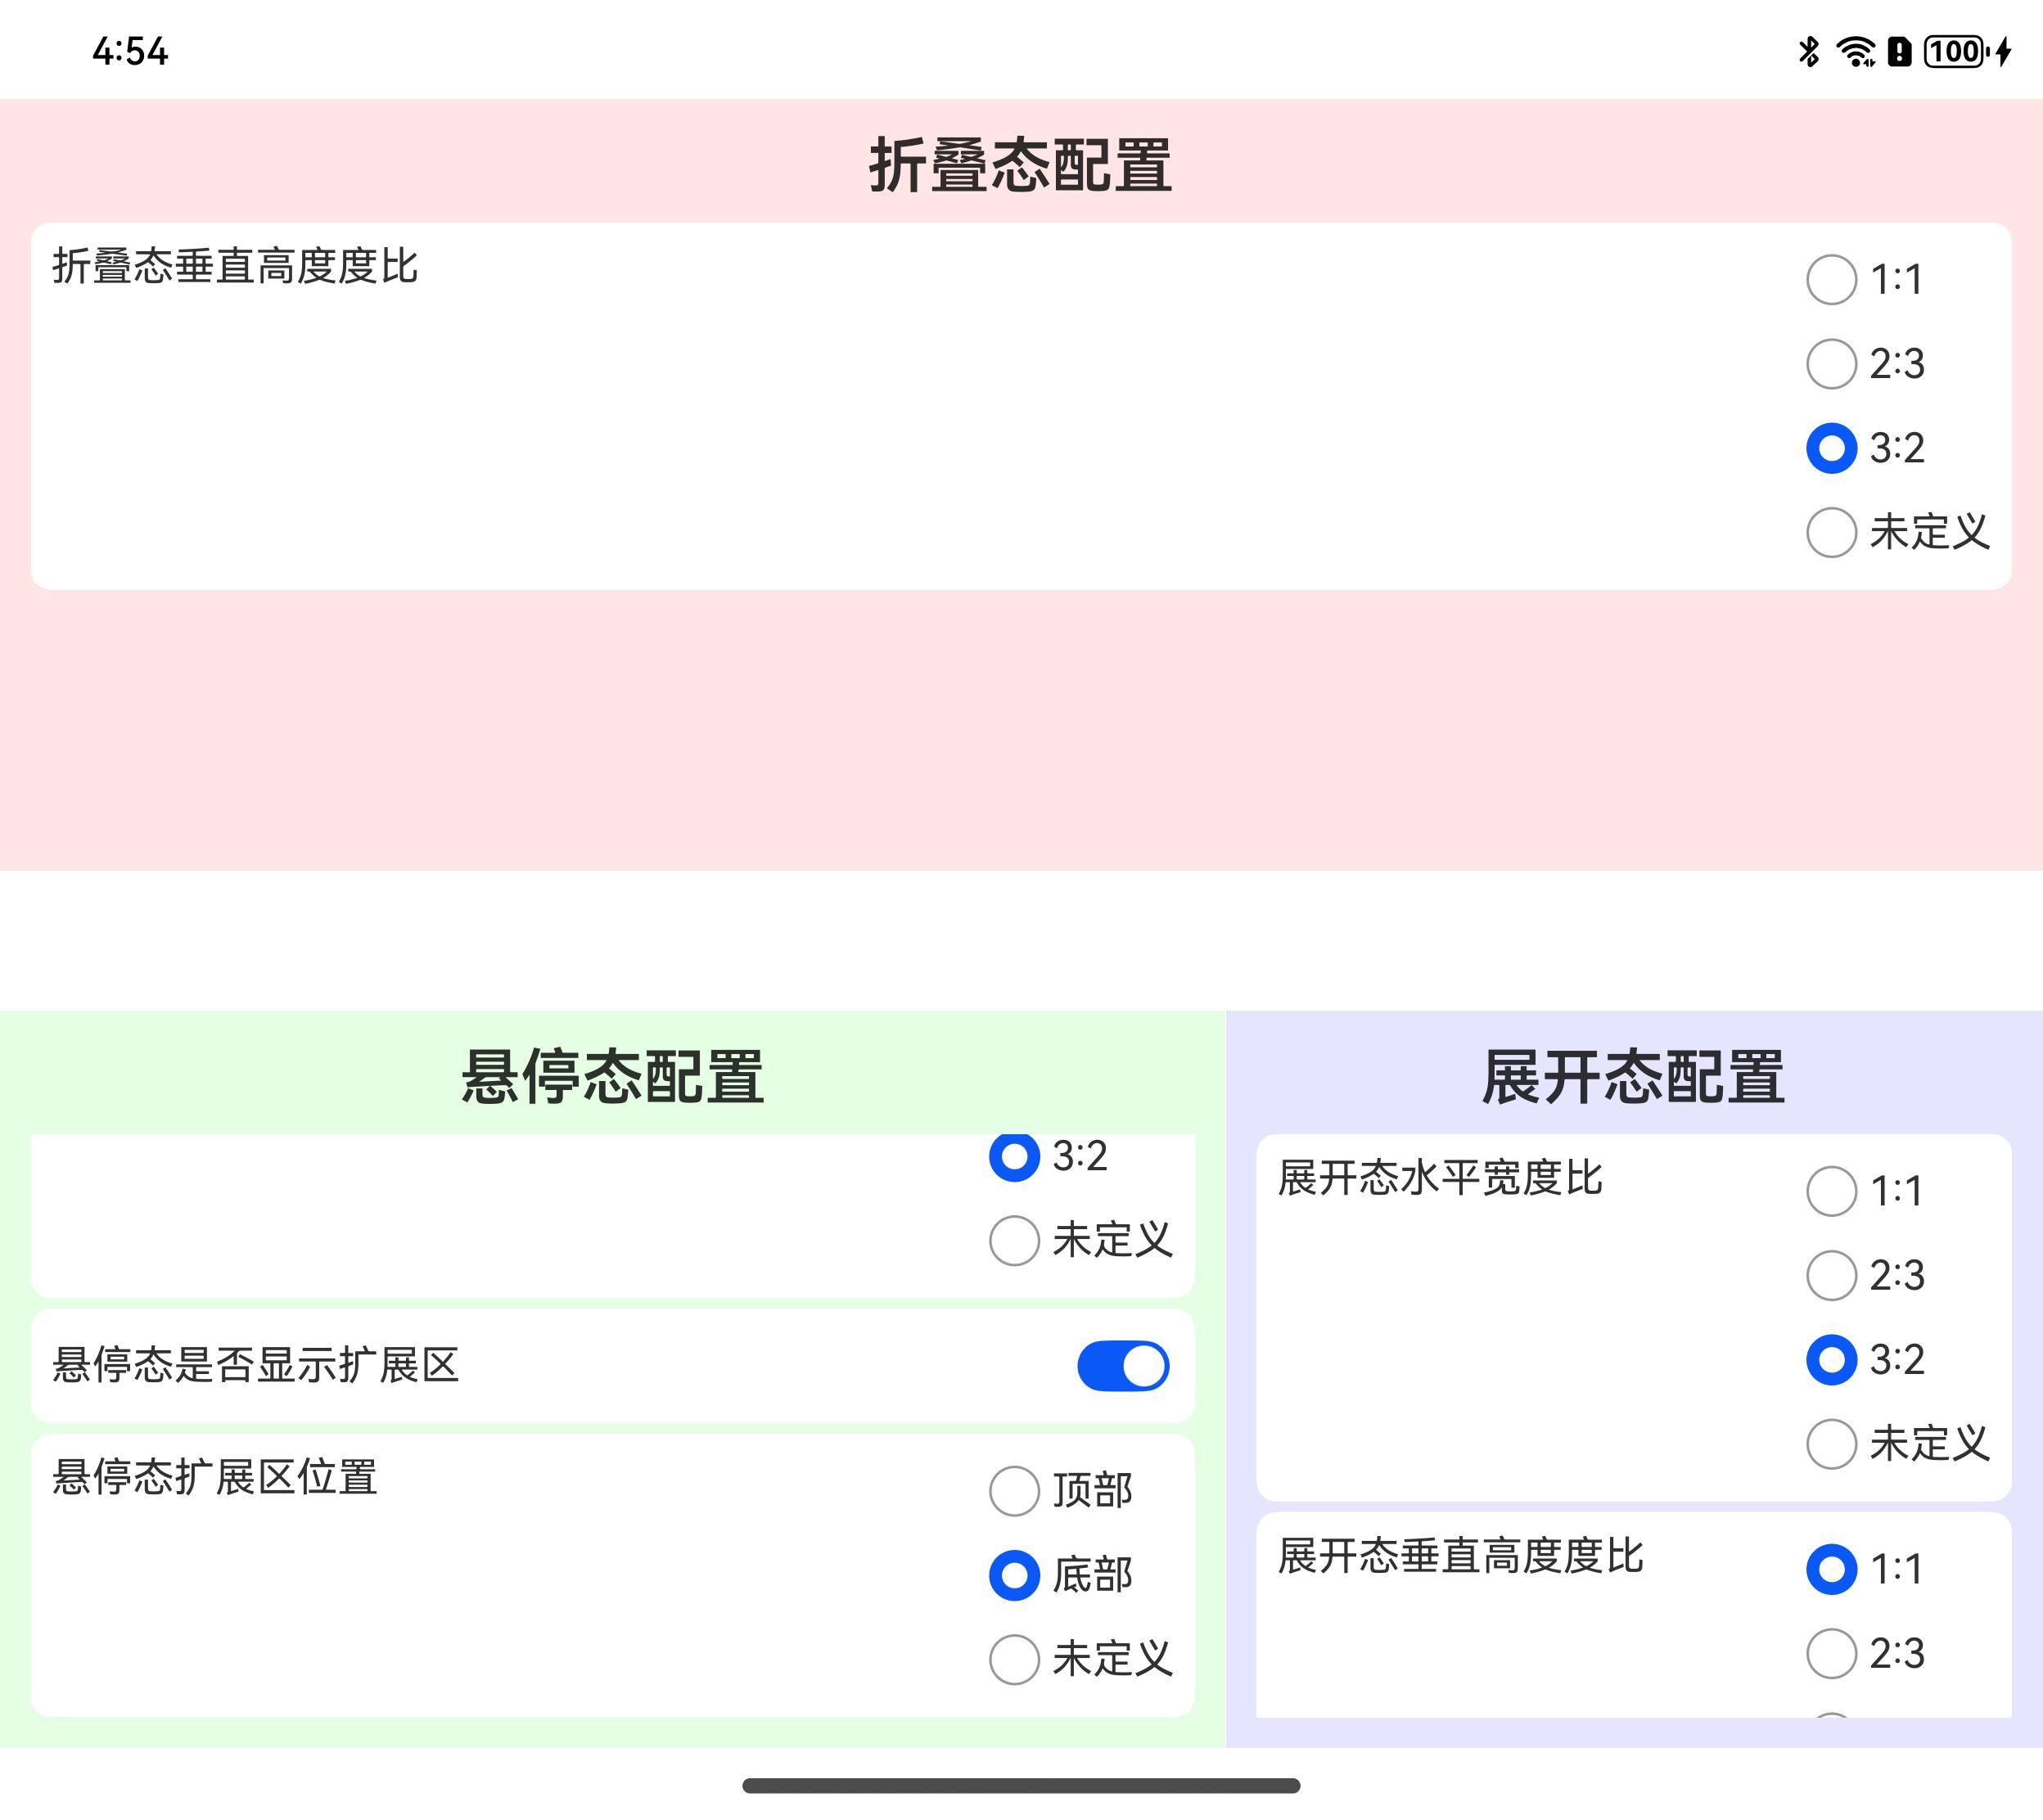 4:54
100
折叠态配置
折叠态垂直高度度比
1:1
2:3
3:2
未定义
悬停态配置
3:2
未定义
悬停态是否显示扩展区
悬停态扩展区位置
顶部
底部
未定义
展开态配置
展开态水平宽度比
1:1
2:3
3:2
未定义
展开态垂直高度度比
1:1
2:3